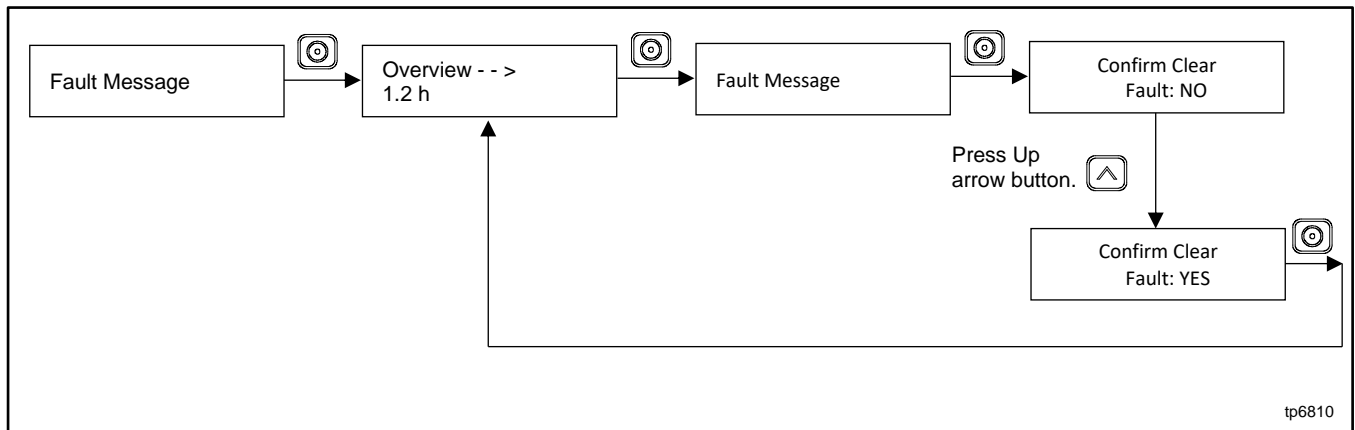 Fault Message
Overview - - >
1.2 h
Fault Message
Confirm Clear
Fault: NO
Press Up
arrow button.
Confirm Clear
Fault: YES
tp6810